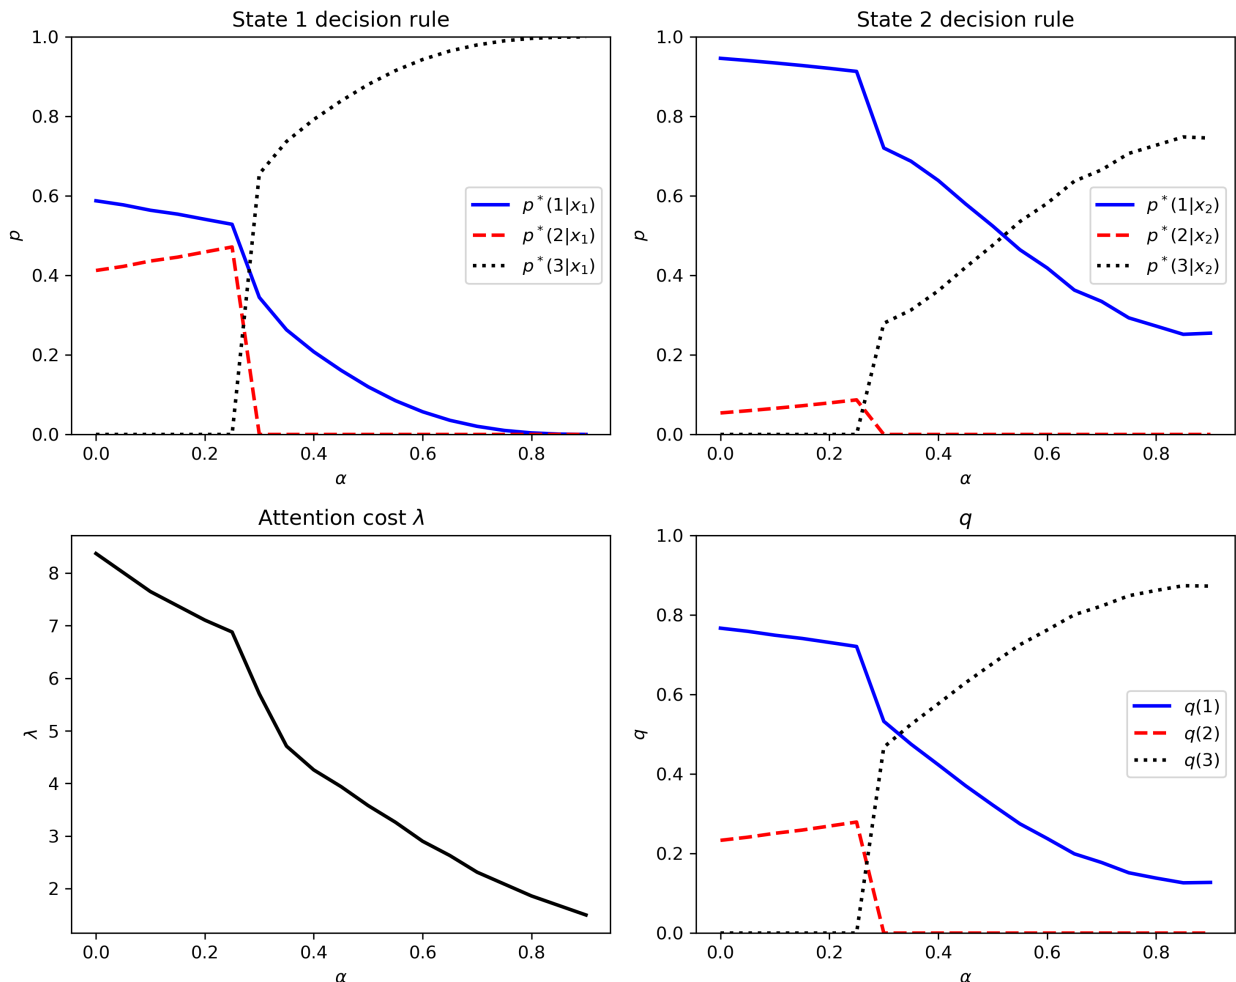 State 1 decision rule
1.0
0.8
0.6
0.4
0.2
0.0
p
0.0 0.2 0.4 0.6 0.8
α
p*(1|x₁)
p*(2|x₁)
p*(3|x₁)
State 2 decision rule
1.0
0.8
0.6
0.4
0.2
0.0
p
0.0 0.2 0.4 0.6 0.8
α
p*(1|x₂)
p*(2|x₂)
p*(3|x₂)
Attention cost λ
8
7
6
5
4
3
2
λ
0.0 0.2 0.4 0.6 0.8
α
q
1.0
0.8
0.6
0.4
0.2
0.0
q
0.0 0.2 0.4 0.6 0.8
α
q(1)
q(2)
q(3)